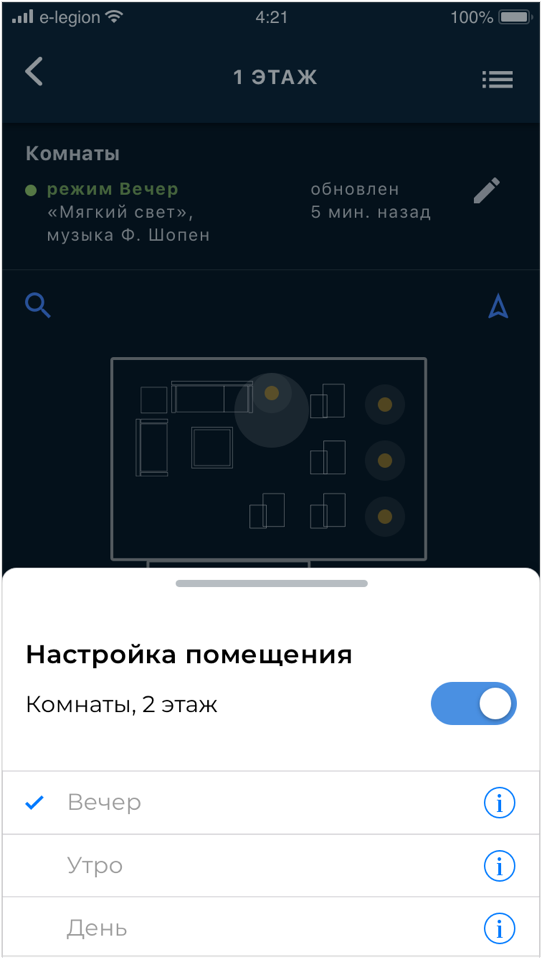 e-legion 4:21 100%
1 ЭТАЖ
Комнаты
режим Вечер обновлен
«Мягкий свет», 5 мин. назад
музыка Ф. Шопен
Настройка помещения
Комнаты, 2 этаж
Вечер i
Утро i
День i